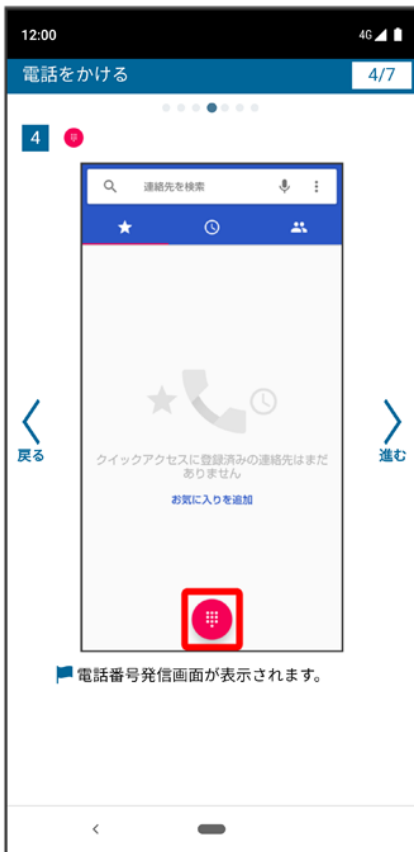 12:00 4G
電話をかける 4/7
4
連絡先を検索
戻る
進む
クイックアクセスに登録済みの連絡先はまだ
ありません
お気に入りを追加
電話番号発信画面が表示されます。